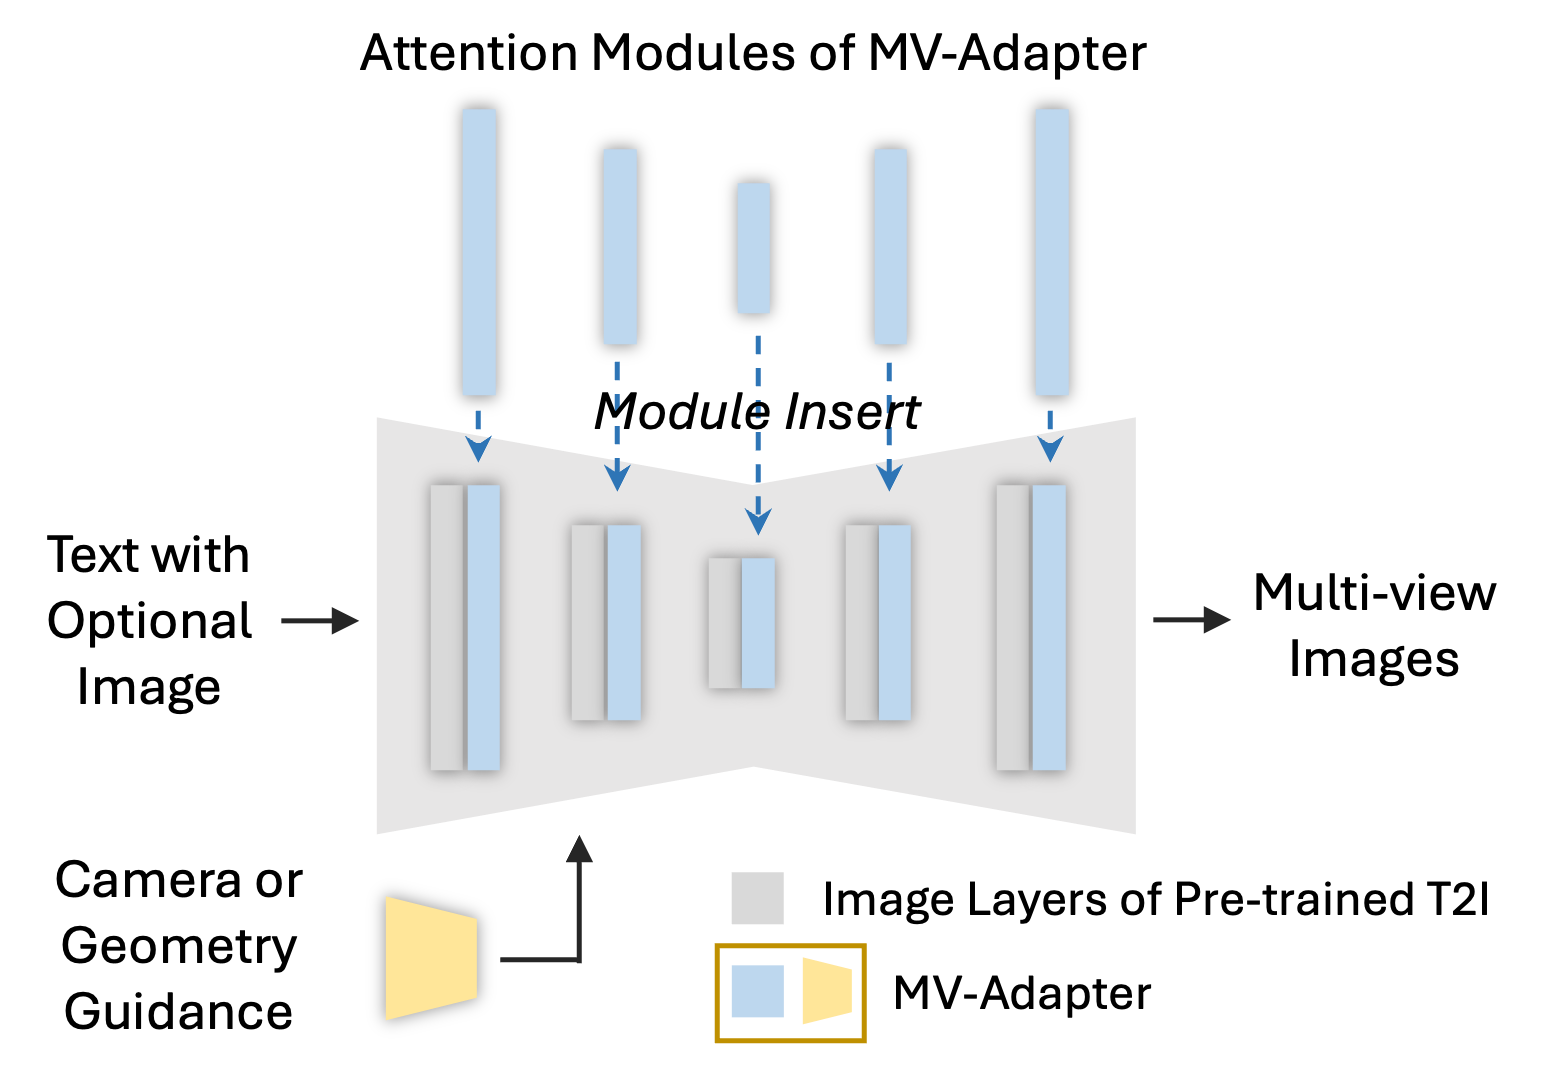 Attention Modules of MV-Adapter
Module Insert
Text with
Optional
Image
Multi-view
Images
Camera or
Geometry
Guidance
Image Layers of Pre-trained T2I
MV-Adapter